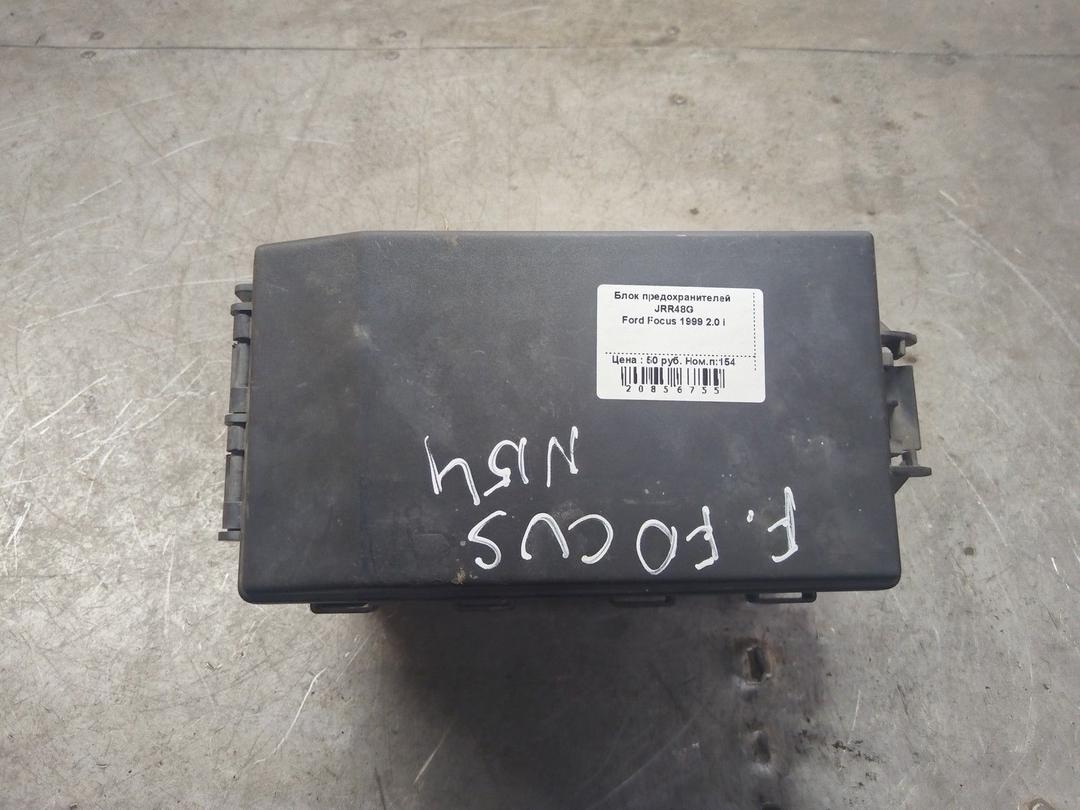 Блок предохранителей
JRR48G
Ford Focus 1999 2.0 i
Цена : 50 руб. Ном.п:154
20856755
F. FOCUS
N154